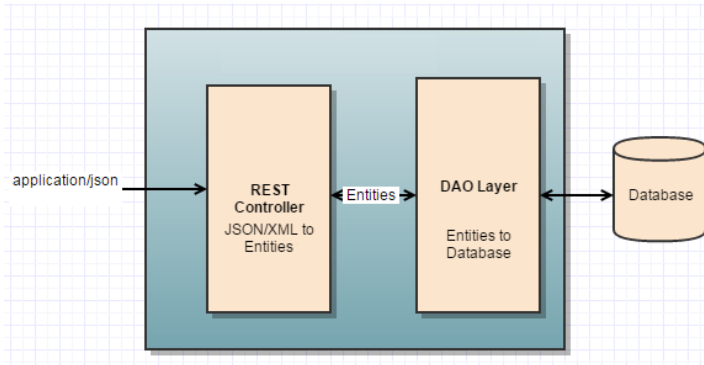 application/json
REST
Controller
JSON/XML to
Entities
Entities
DAO Layer
Entities to
Database
Database